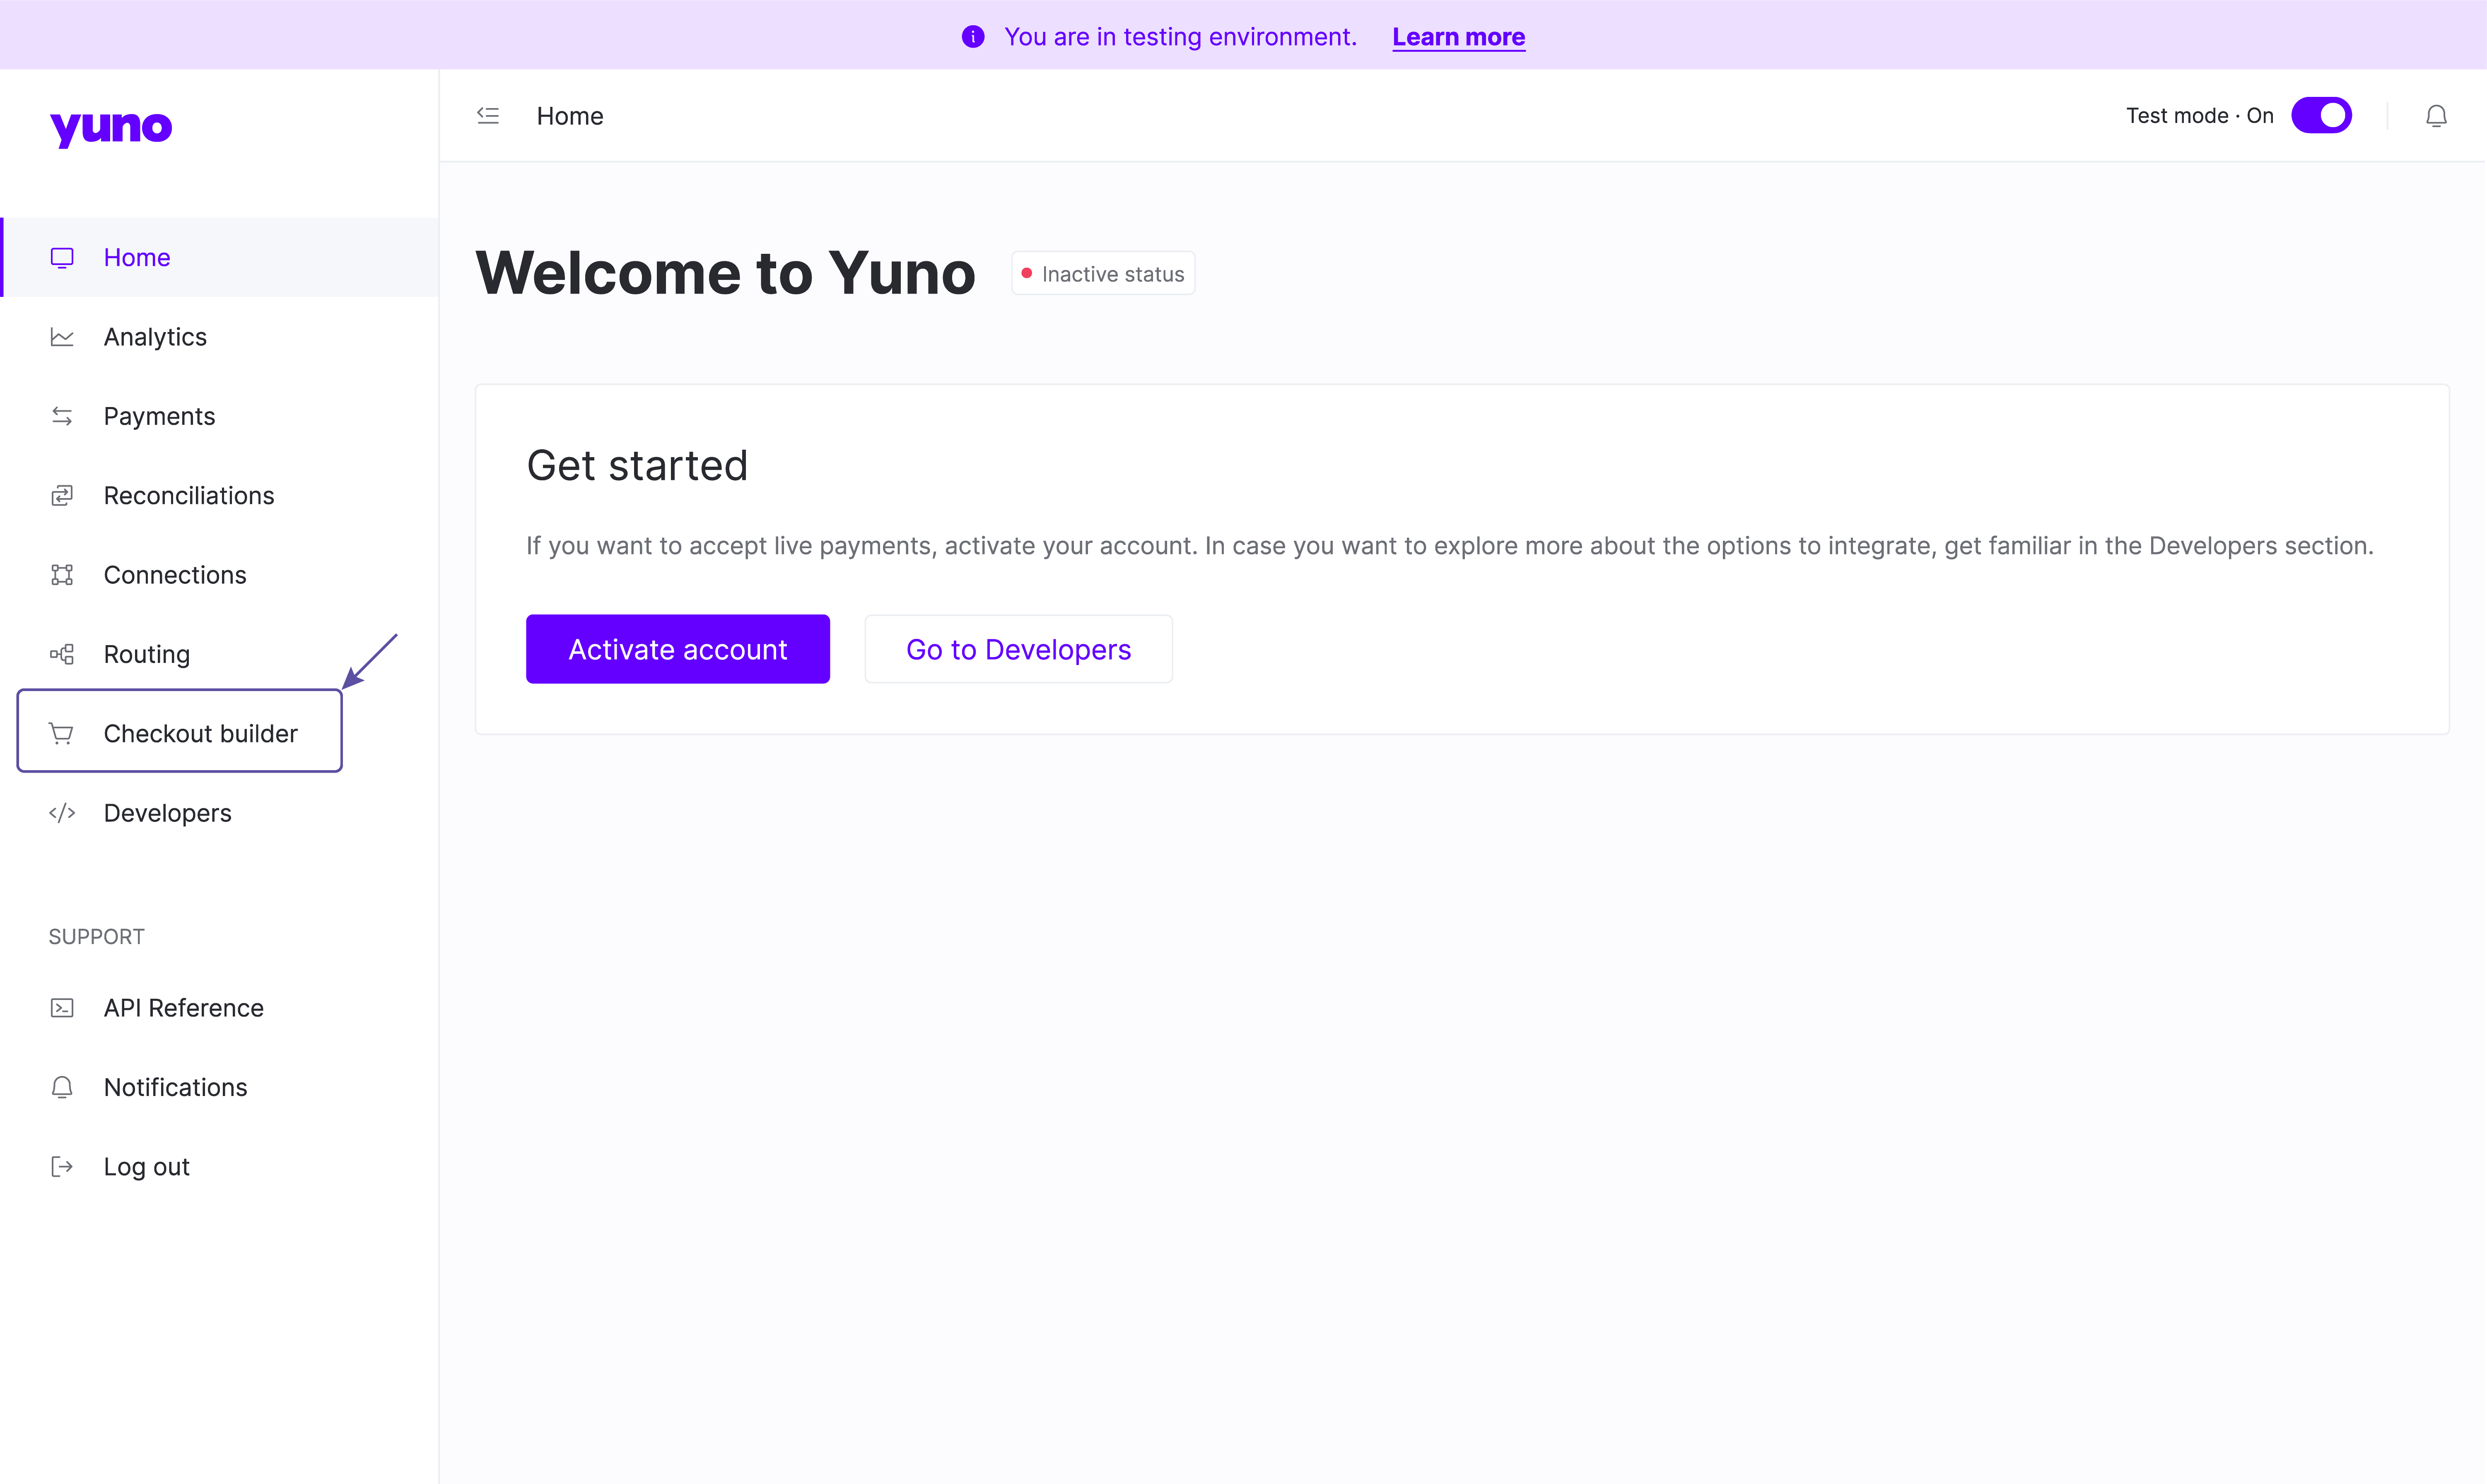 You are in testing environment. Learn more
yuno
Home
Test mode · On
Home
Analytics
Payments
Reconciliations
Connections
Routing
Checkout builder
Developers
SUPPORT
API Reference
Notifications
Log out
Welcome to Yuno
Inactive status
Get started
If you want to accept live payments, activate your account. In case you want to explore more about the options to integrate, get familiar in the Developers section.
Activate account
Go to Developers